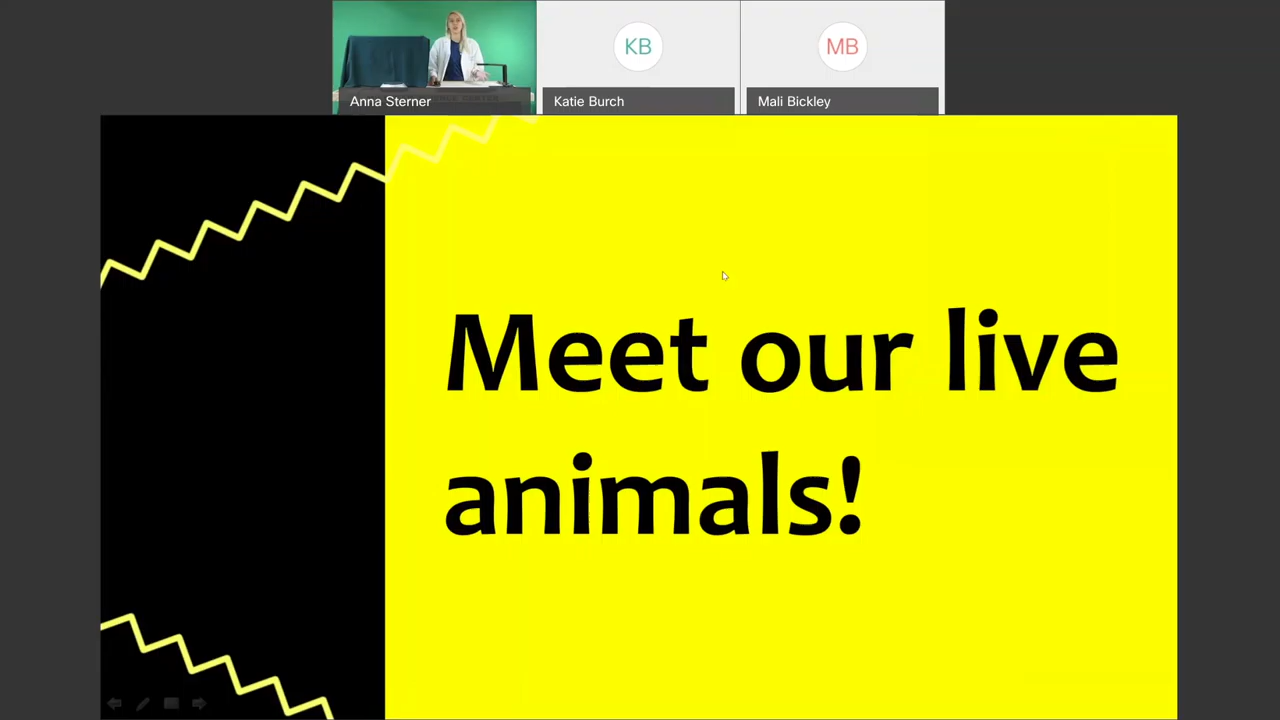 KB
MB
Anna Sterner
Katie Burch
Mali Bickley
Meet our live
animals!